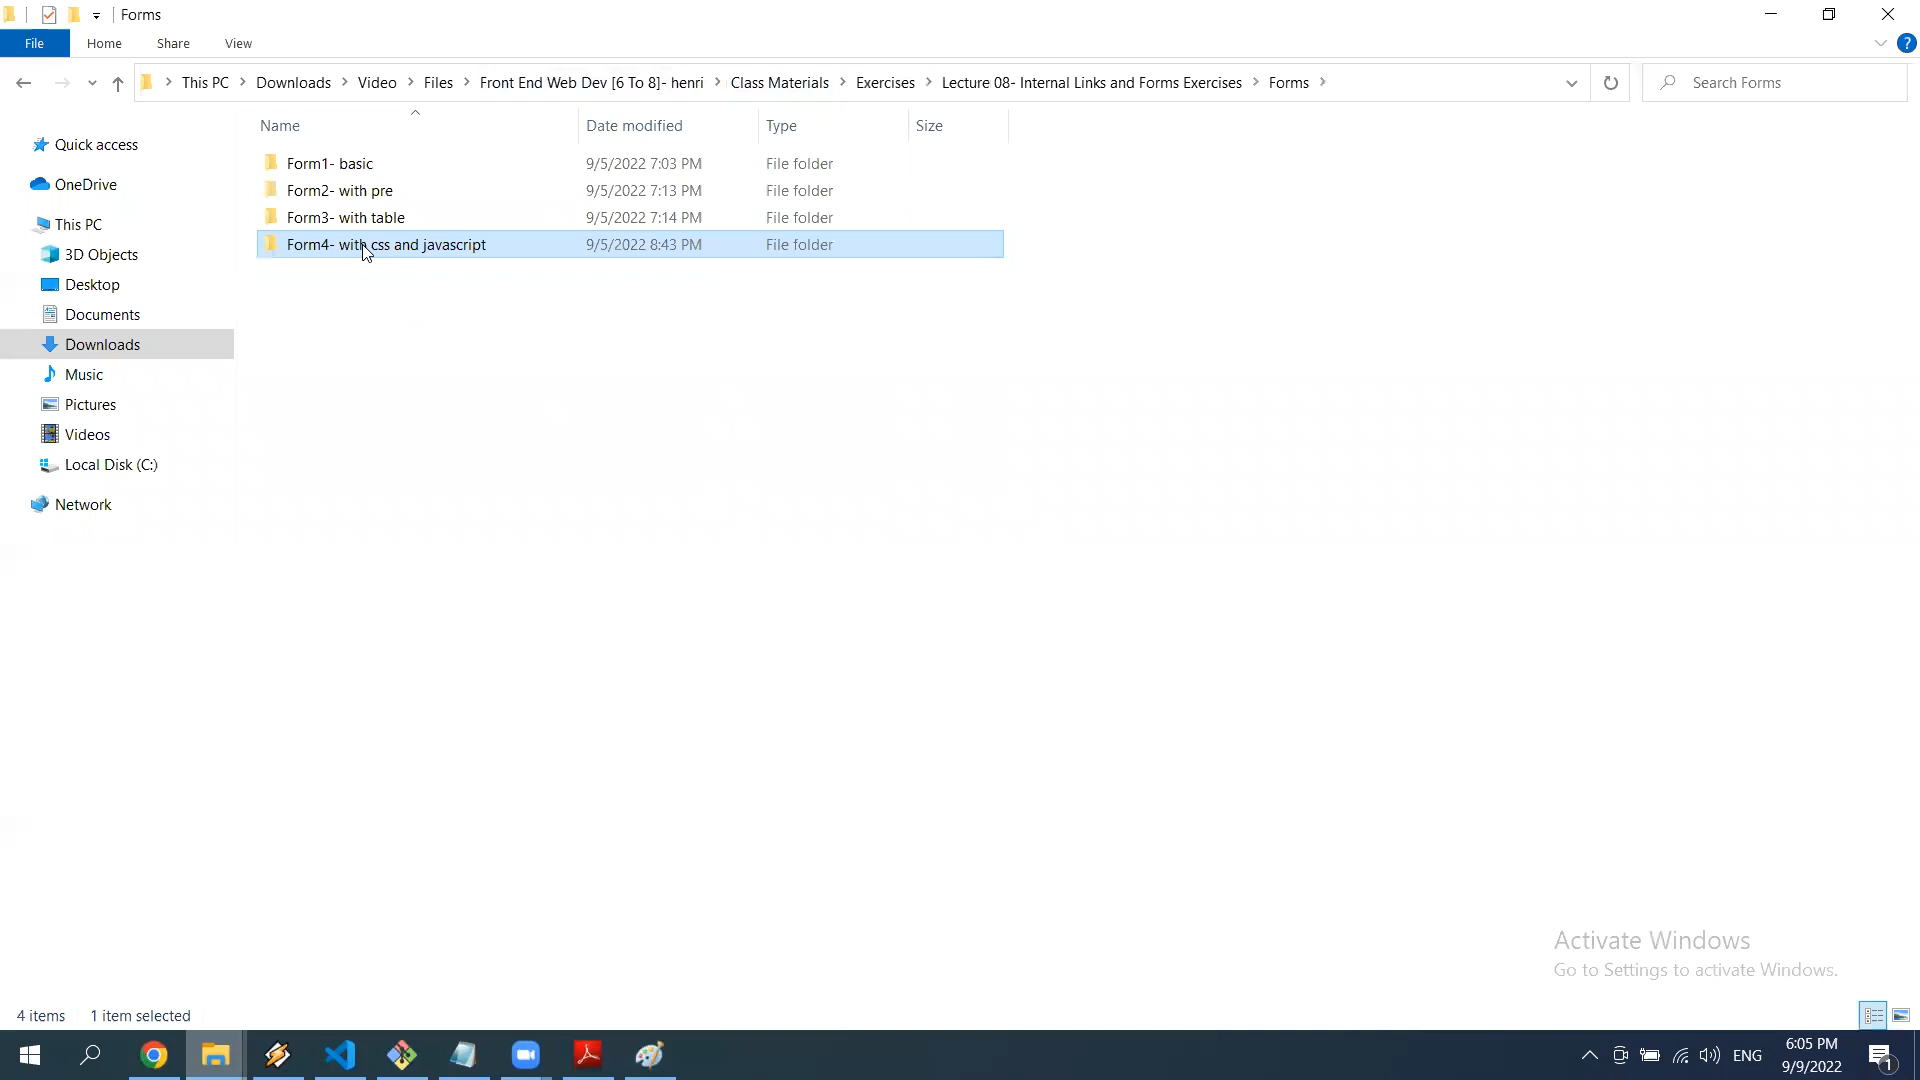 Forms
File Home Share View
This PC Downloads Video Files Front End Web Dev [6 To 8]- henri Class Materials Exercises Lecture 08- Internal Links and Forms Exercises Forms Search Forms
Name Date modified Type Size
Quick access
OneDrive
This PC
3D Objects
Desktop
Documents
Downloads
Music
Pictures
Videos
Local Disk (C:)
Network
Form1- basic 9/5/2022 7:03 PM File folder
Form2- with pre 9/5/2022 7:13 PM File folder
Form3- with table 9/5/2022 7:14 PM File folder
Form4- with css and javascript 9/5/2022 8:43 PM File folder
Activate Windows
Go to Settings to activate Windows.
4 items 1 item selected
ENG
6:05 PM
9/9/2022
1